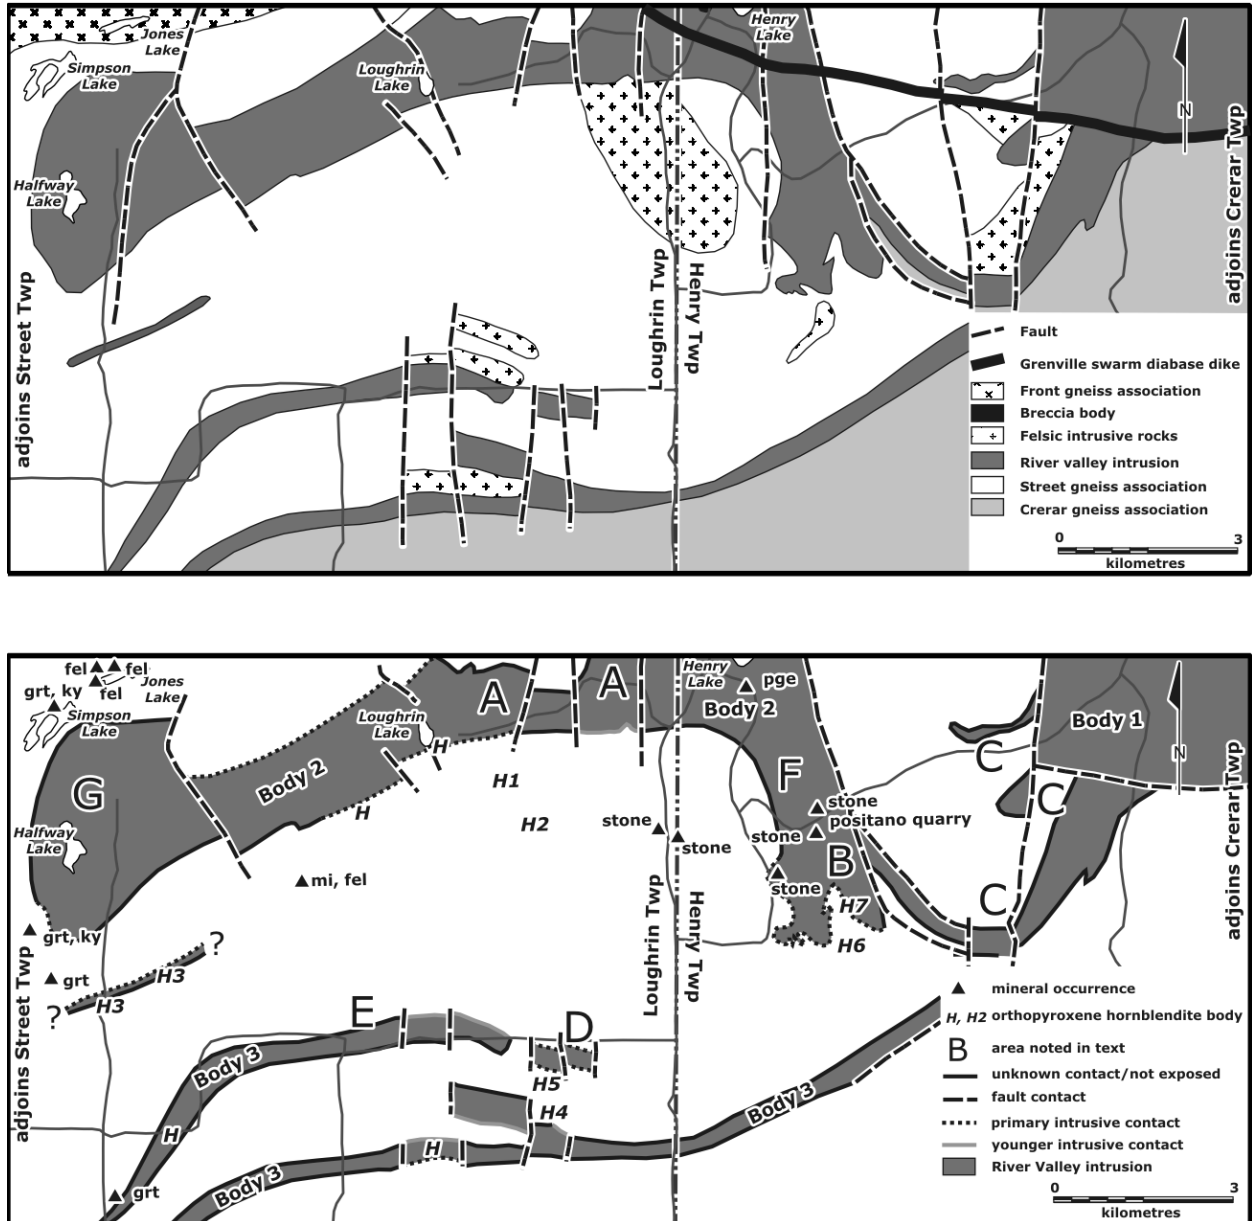 Jones
Lake
Simpson
Lake
Halfway
Lake
Loughrin
Lake
Henry
Lake
N
adjoins Street Twp
Loughrin Twp
Henry Twp
adjoins Crerar Twp
Fault
Grenville swarm diabase dike
Front gneiss association
Breccia body
Felsic intrusive rocks
River valley intrusion
Street gneiss association
Crerar gneiss association
0 3
kilometres
fel fel
fel
grt, ky
Jones
Lake
Simpson
Lake
G
Halfway
Lake
Body 2
Loughrin
Lake
H
H
A
A
H1
H2
Henry
Lake
pge
Body 2
F
stone
positano quarry
stone
stone
stone
stone
B
H7
H6
C
C
C
Body 1
N
mi, fel
grt, ky
grt
?
H3
H3
?
adjoins Street Twp
Loughrin Twp
Henry Twp
adjoins Crerar Twp
E
D
H5
H4
Body 3
H
H
Body 3
Body 3
grt
mineral occurrence
H, H2 orthopyroxene hornblendite body
B area noted in text
unknown contact/not exposed
fault contact
primary intrusive contact
younger intrusive contact
River Valley intrusion
0 3
kilometres